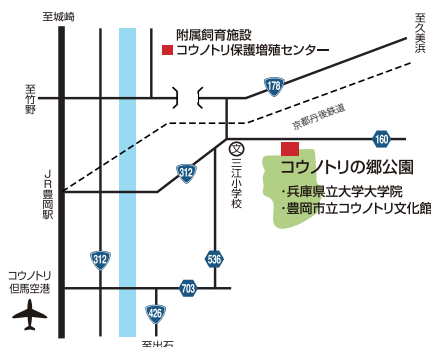 至城崎
附属飼育施設
コウノトリ保護増殖センター
至久美浜
至竹野
178
京都丹後鉄道
160
文
三江小学校
コウノトリの郷公園
・兵庫県立大学大学院
・豊岡市立コウノトリ文化館
312
JR豊岡駅
312
536
コウノトリ
但馬空港
703
426
至出石